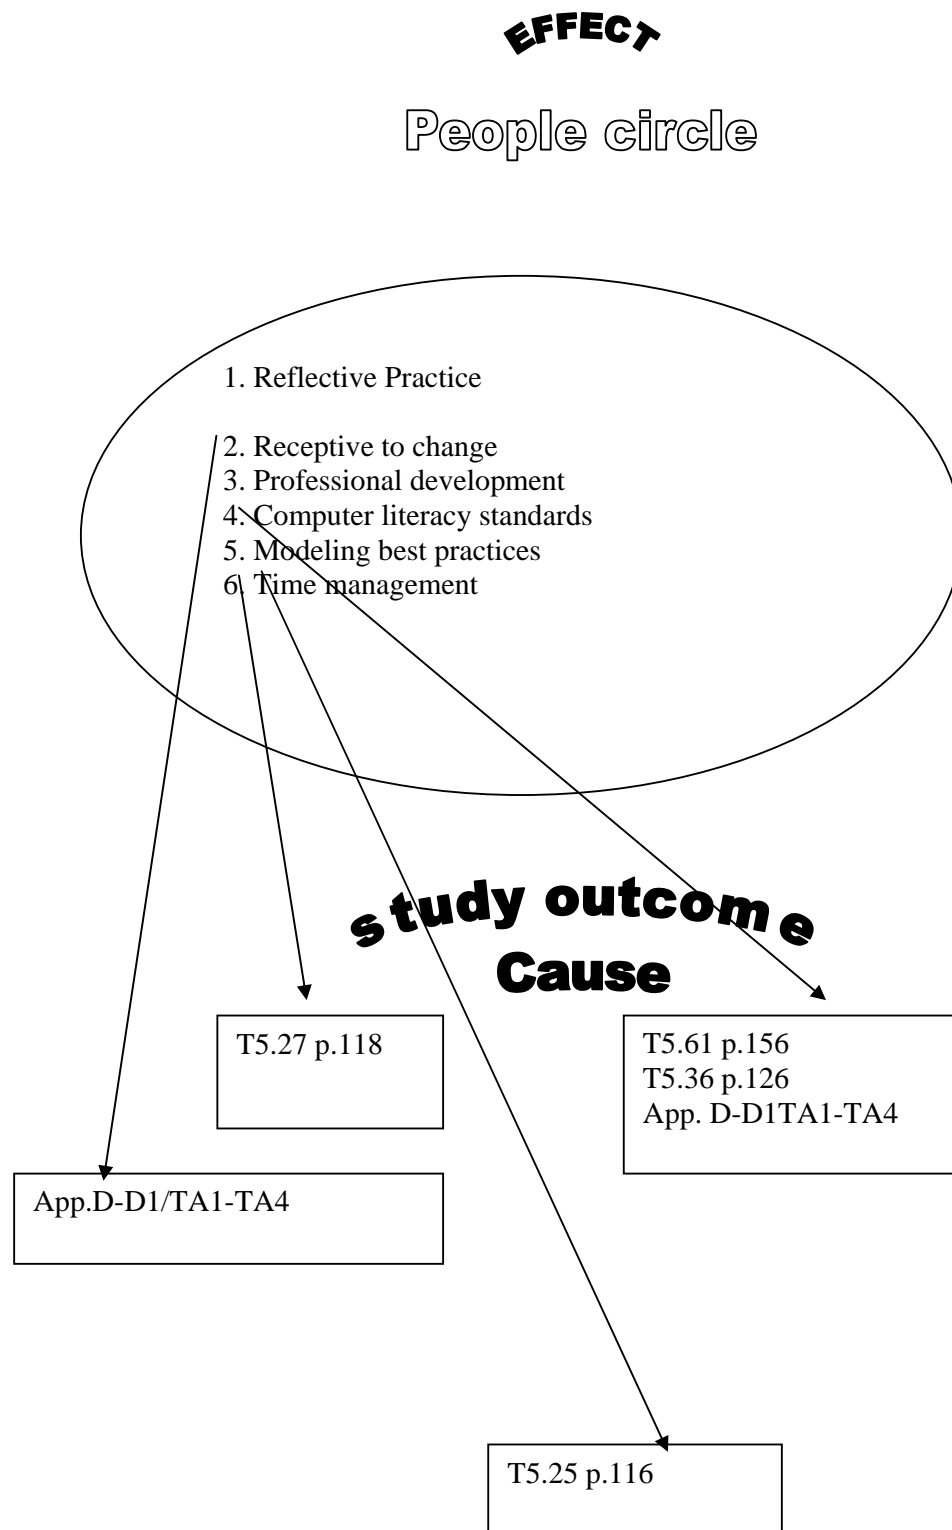 EFFECT
People circle
1. Reflective Practice
2. Receptive to change
3. Professional development
4. Computer literacy standards
5. Modeling best practices
6. Time management
study outcome
Cause
T5.27 p.118
T5.61 p.156
T5.36 p.126
App. D-D1TA1-TA4
App.D-D1/TA1-TA4
T5.25 p.116